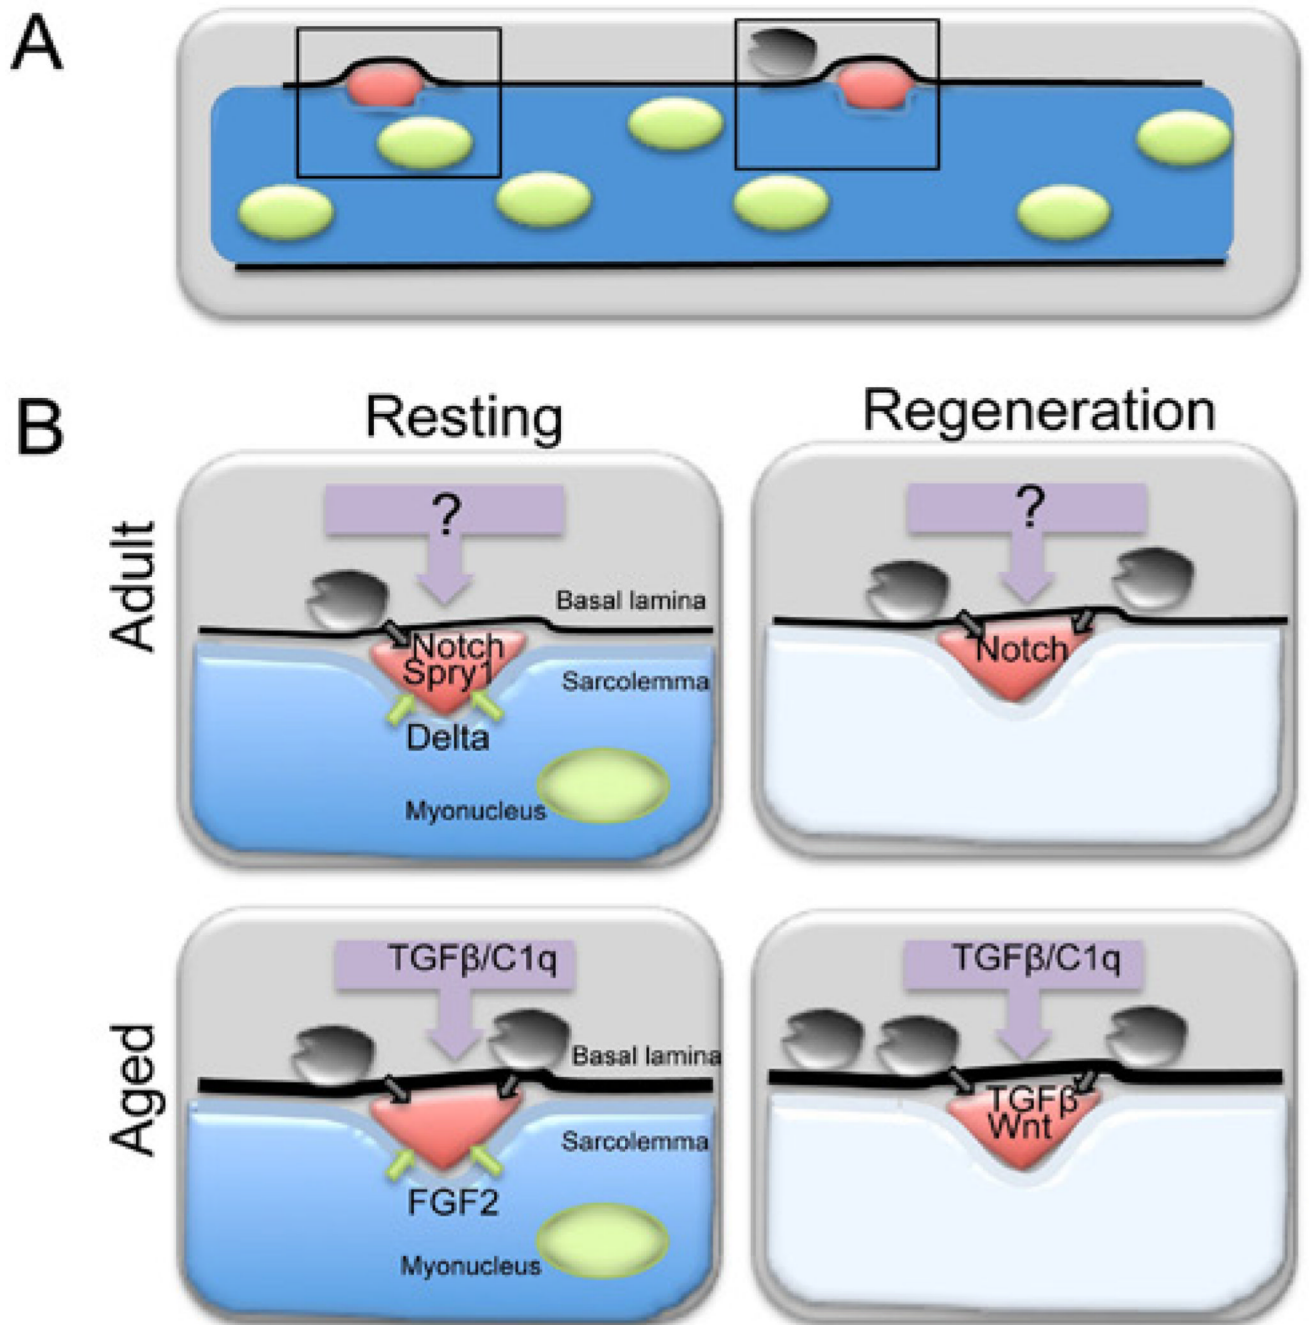 A
B
Resting
Regeneration
Adult
?
Basal lamina
Notch
Spry1
Sarcolemma
Delta
Myonucleus
?
Notch
Aged
TGFβ/C1q
Basal lamina
Sarcolemma
FGF2
Myonucleus
TGFβ/C1q
TGFβ
Wnt